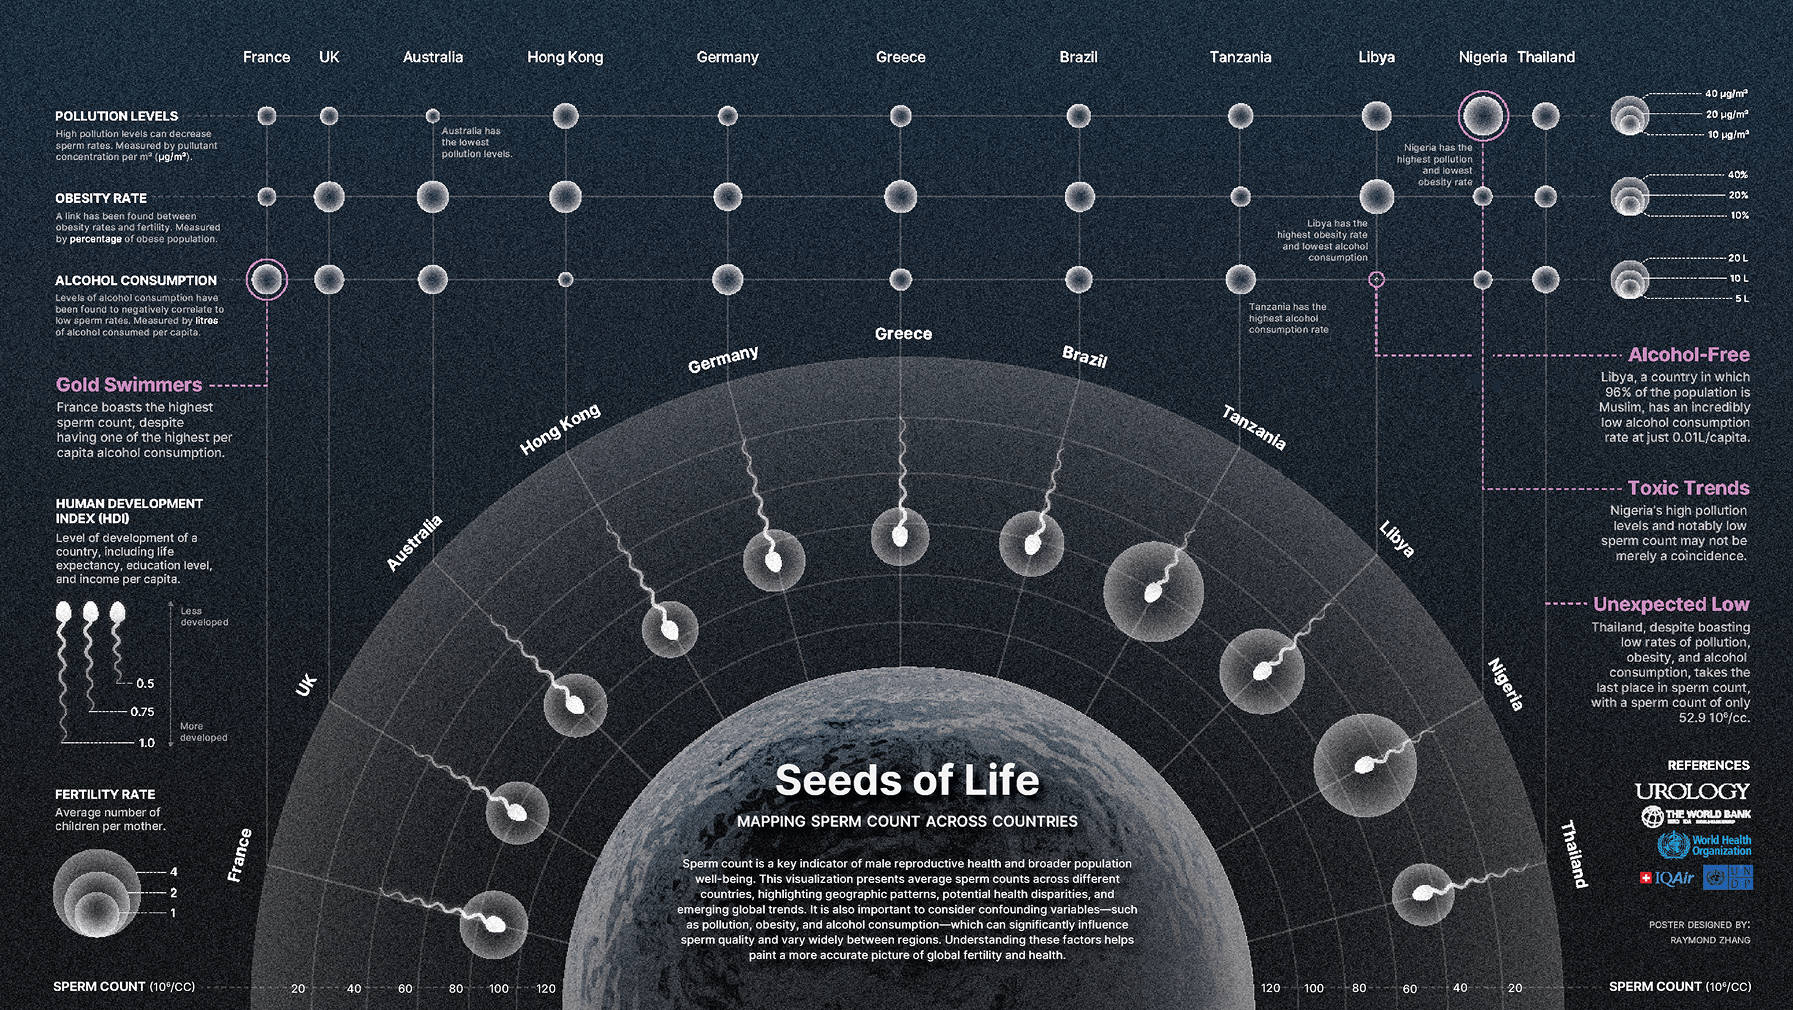 France UK Australia Hong Kong Germany Greece Brazil Tanzania Libya Nigeria Thailand
POLLUTION LEVELS
High pollution levels can decrease
sperm rates. Measured by pullutant
concentration per m³ (µg/m³).
Australia has
the lowest
pollution levels.
Nigeria has the
highest pollution
and lowest
obesity rate
40 µg/m³
20 µg/m³
10 µg/m³
OBESITY RATE
A link has been found between
obesity rates and fertility. Measured
by percentage of obese population.
Libya has the
highest obesity rate
and lowest alcohol
consumption
40%
20%
10%
ALCOHOL CONSUMPTION
Levels of alcohol consumption have
been found to negatively correlate to
low sperm rates. Measured by litres
of alcohol consumed per capita.
Tanzania has the
highest alcohol
consumption rate
20 L
10 L
5 L
Gold Swimmers
France boasts the highest
sperm count, despite
having one of the highest per
capita alcohol consumption.
Alcohol-Free
Libya, a country in which
96% of the population is
Muslim, has an incredibly
low alcohol consumption
rate at just 0.01L/capita.
Toxic Trends
Nigeria's high pollution
levels and notably low
sperm count may not be
merely a coincidence.
Unexpected Low
Thailand, despite boasting
low rates of pollution,
obesity, and alcohol
consumption, takes the
last place in sperm count,
with a sperm count of only
52.9 10⁶/cc.
HUMAN DEVELOPMENT
INDEX (HDI)
Level of development of a
country, including life
expectancy, education level,
and income per capita.
Less
developed
0.5
0.75
1.0
More
developed
FERTILITY RATE
Average number of
children per mother.
4
2
1
France
UK
Australia
Hong Kong
Germany
Greece
Brazil
Tanzania
Libya
Nigeria
Thailand
Seeds of Life
MAPPING SPERM COUNT ACROSS COUNTRIES
Sperm count is a key indicator of male reproductive health and broader population
well-being. This visualization presents average sperm counts across different
countries, highlighting geographic patterns, potential health disparities, and
emerging global trends. It is also important to consider confounding variables—such
as pollution, obesity, and alcohol consumption—which can significantly influence
sperm quality and vary widely between regions. Understanding these factors helps
paint a more accurate picture of global fertility and health.
REFERENCES
UROLOGY
THE WORLD BANK
World Health
Organization
IQAir
UN
DP
POSTER DESIGNED BY:
RAYMOND ZHANG
SPERM COUNT (10⁶/CC) 20 40 60 80 100 120
120 100 80 60 40 20 SPERM COUNT (10⁶/CC)